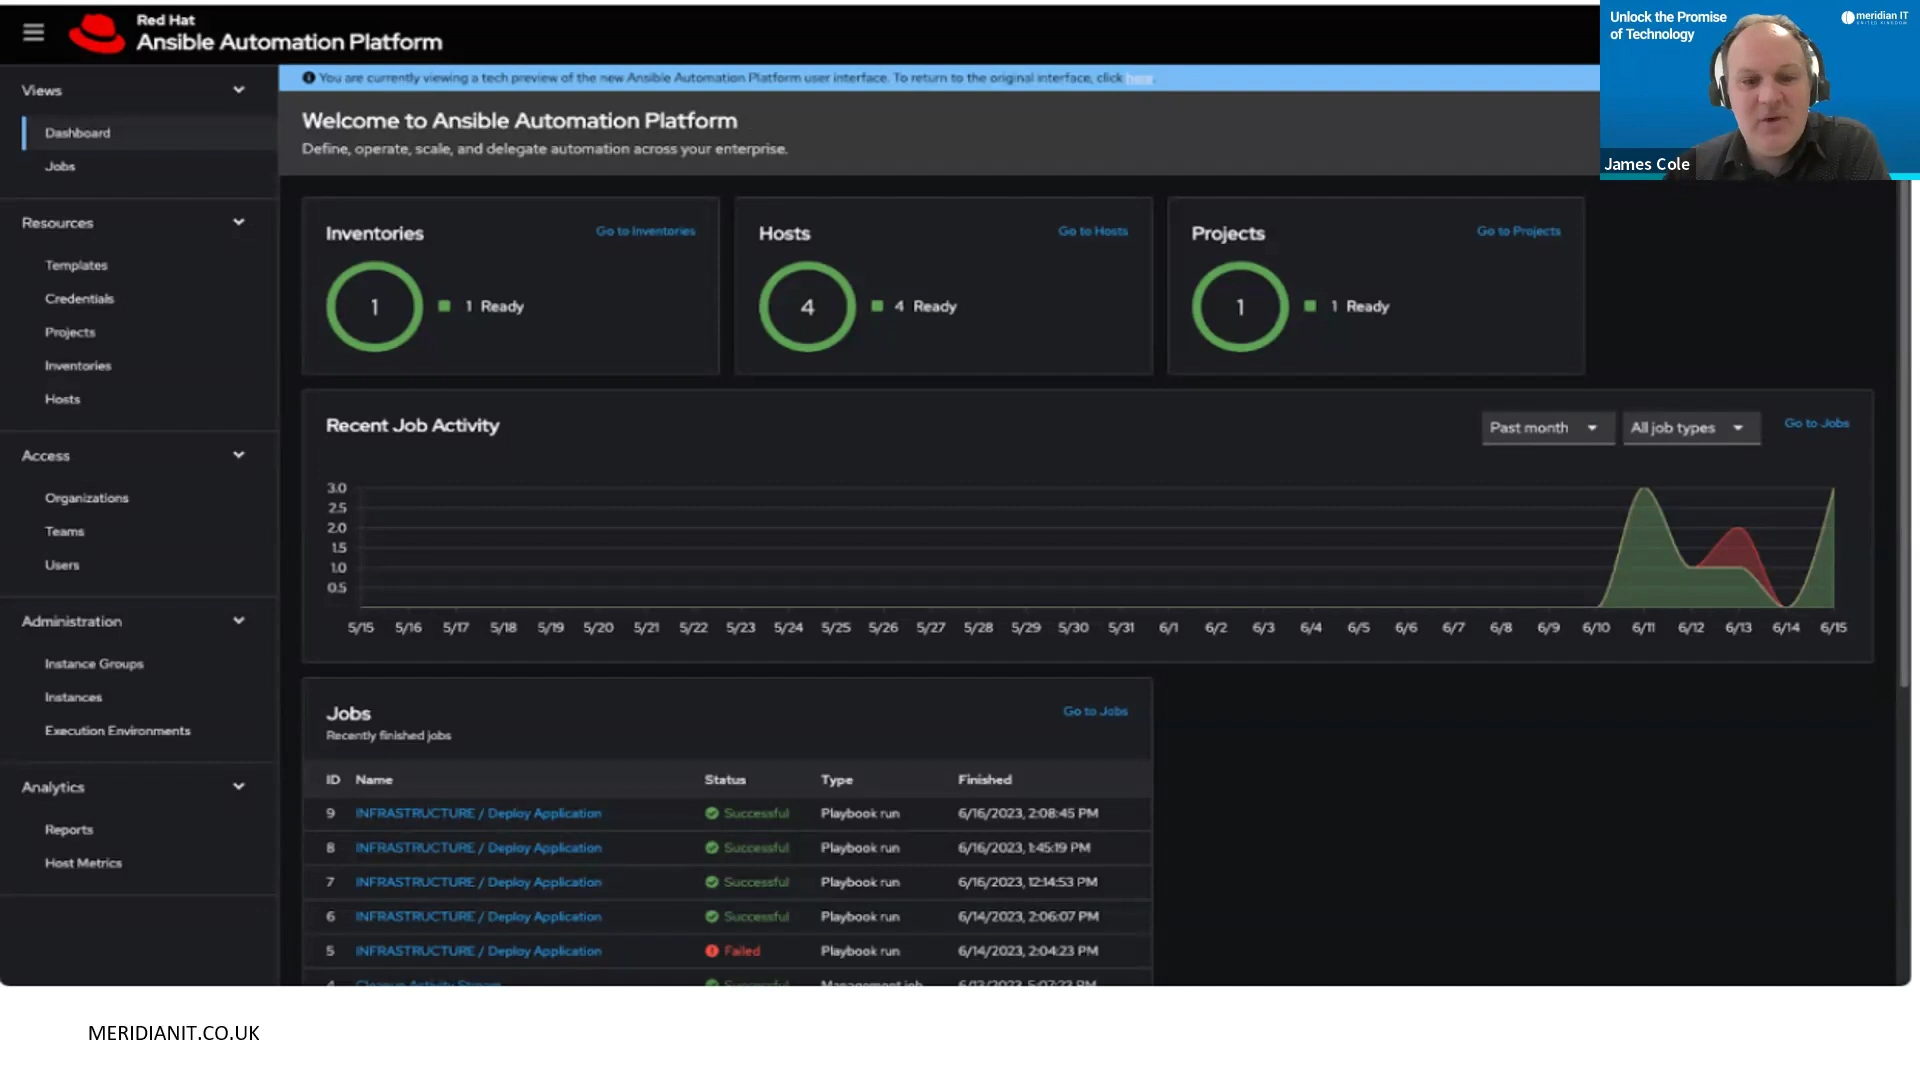 Red Hat
Ansible Automation Platform
Unlock the Promise
of Technology
meridian IT
UNITED KINGDOM
James Cole
You are currently viewing a tech preview of the new Ansible Automation Platform user interface. To return to the original interface, click here.
Welcome to Ansible Automation Platform
Define, operate, scale, and delegate automation across your enterprise.
Views
Dashboard
Jobs
Resources
Templates
Credentials
Projects
Inventories
Hosts
Access
Organizations
Teams
Users
Administration
Instance Groups
Instances
Execution Environments
Analytics
Reports
Host Metrics
Inventories
Go to Inventories
1
1 Ready
Hosts
Go to Hosts
4
4 Ready
Projects
Go to Projects
1
1 Ready
Recent Job Activity
Past month
All job types
Go to Jobs
3.0
2.5
2.0
1.5
1.0
0.5
5/15 5/16 5/17 5/18 5/19 5/20 5/21 5/22 5/23 5/24 5/25 5/26 5/27 5/28 5/29 5/30 5/31 6/1 6/2 6/3 6/4 6/5 6/6 6/7 6/8 6/9 6/10 6/11 6/12 6/13 6/14 6/15
Jobs
Go to Jobs
Recently finished jobs
ID Name Status Type Finished
9 INFRASTRUCTURE / Deploy Application Successful Playbook run 6/16/2023, 2:08:45 PM
8 INFRASTRUCTURE / Deploy Application Successful Playbook run 6/16/2023, 1:45:19 PM
7 INFRASTRUCTURE / Deploy Application Successful Playbook run 6/16/2023, 12:14:53 PM
6 INFRASTRUCTURE / Deploy Application Successful Playbook run 6/14/2023, 2:06:07 PM
5 INFRASTRUCTURE / Deploy Application Failed Playbook run 6/14/2023, 2:04:23 PM
4 Cleanup Activity Stream Successful Management job
MERIDIANIT.CO.UK